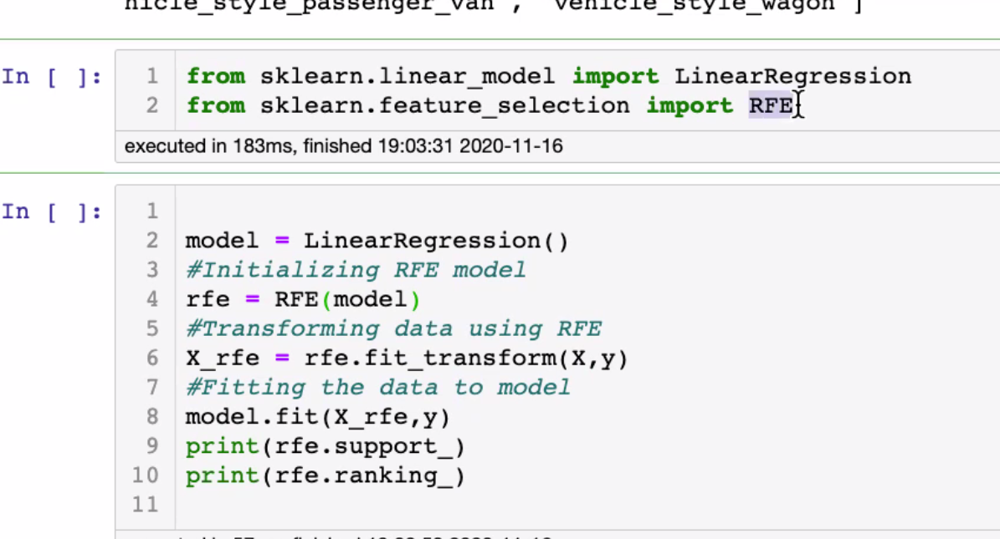 nicle_style_passenger_van', 'vehicle_style_wagon']
In [ ]:
1 from sklearn.linear_model import LinearRegression
2 from sklearn.feature_selection import RFE
executed in 183ms, finished 19:03:31 2020-11-16
In [ ]:
1
2 model = LinearRegression()
3 #Initializing RFE model
4 rfe = RFE(model)
5 #Transforming data using RFE
6 X_rfe = rfe.fit_transform(X,y)
7 #Fitting the data to model
8 model.fit(X_rfe,y)
9 print(rfe.support_)
10 print(rfe.ranking_)
11